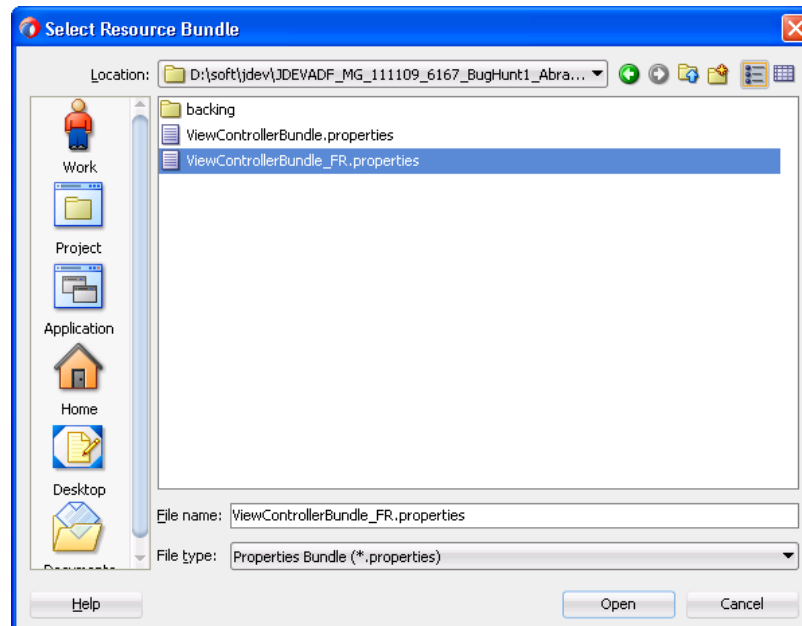 Select Resource Bundle
Location: D:\soft\jdev\JDEVADF_MG_111109_6167_BugHunt1_Abra...
backing
ViewControllerBundle.properties
ViewControllerBundle_FR.properties
Work
Project
Application
Home
Desktop
Documents
File name: ViewControllerBundle_FR.properties
File type: Properties Bundle (*.properties)
Help
Open
Cancel